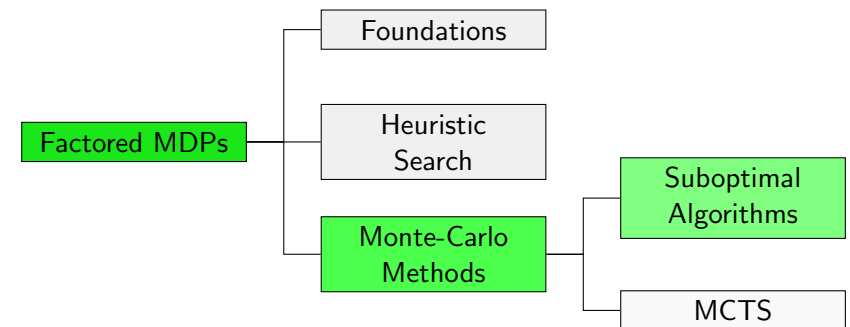 Foundations
Factored MDPs
Heuristic
Search
Monte-Carlo
Methods
Suboptimal
Algorithms
MCTS